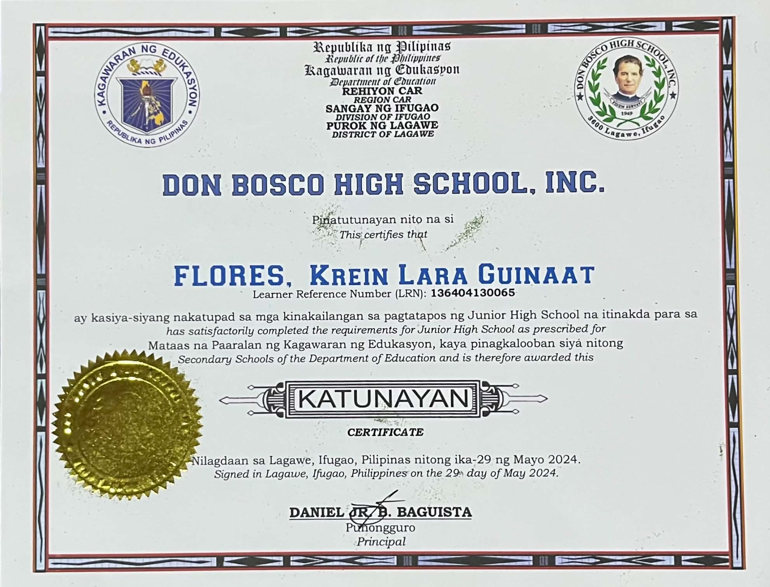 Republika ng Pilipinas
Republic of the Philippines
Kagawaran ng Edukasyon
Department of Education
REHIYON CAR
REGION CAR
SANGAY NG IFUGAO
DIVISION OF IFUGAO
PUROK NG LAGAWE
DISTRICT OF LAGAWE
KAGAWARAN NG EDUKASYON
REPUBLIKA NG PILIPINAS
DON BOSCO HIGH SCHOOL, INC.
1949
3600 Lagawe, Ifugao
DON BOSCO HIGH SCHOOL, INC.
Pinatutunayan nito na si
This certifies that
FLORES, KREIN LARA GUINAAT
Learner Reference Number (LRN): 136404130065
ay kasiya-siyang nakatupad sa mga kinakailangan sa pagtatapos ng Junior High School na itinakda para sa
has satisfactorily completed the requirements for Junior High School as prescribed for
Mataas na Paaralan ng Kagawaran ng Edukasyon, kaya pinagkalooban siya nitong
Secondary Schools of the Department of Education and is therefore awarded this
KATUNAYAN
CERTIFICATE
Nilagdaan sa Lagawe, Ifugao, Pilipinas nitong ika-29 ng Mayo 2024.
Signed in Lagawe, Ifugao, Philippines on the 29th day of May 2024.
DANIEL JR. B. BAGUISTA
Punongguro
Principal